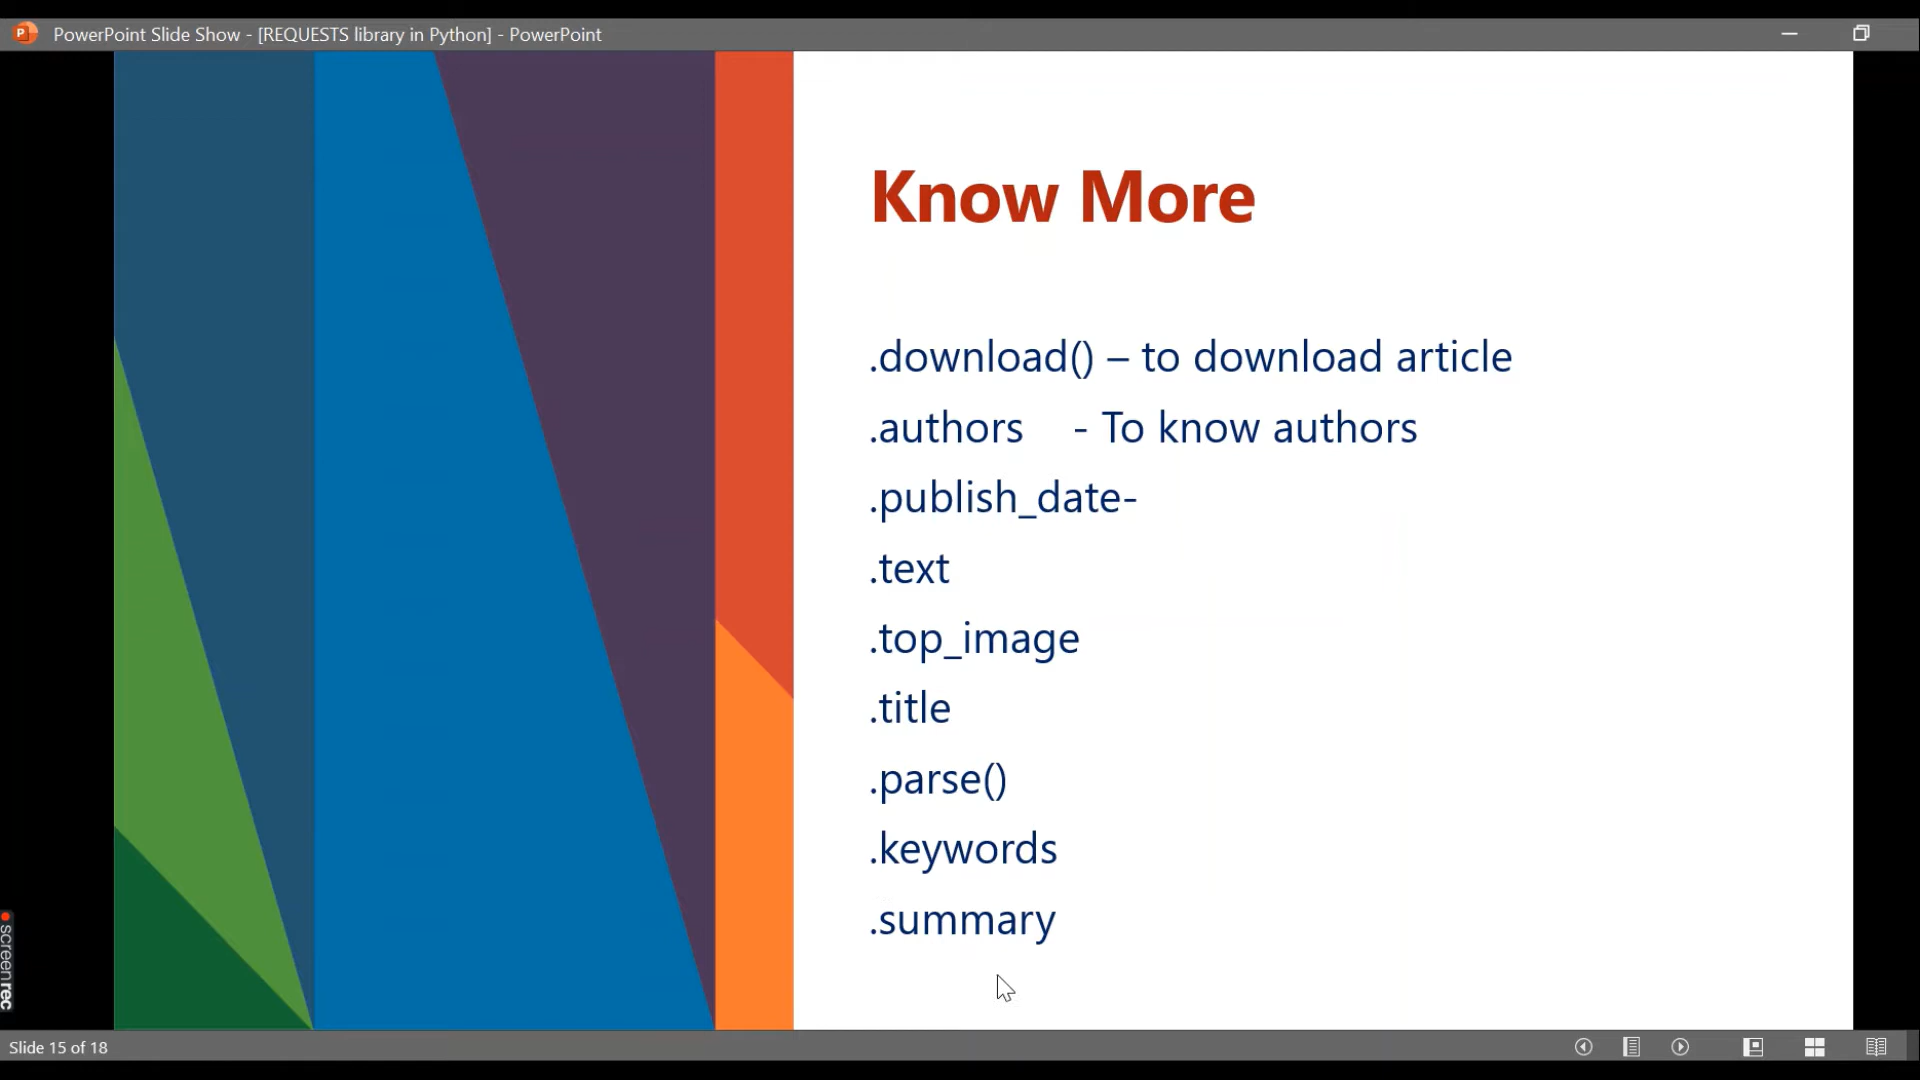 PowerPoint Slide Show - [REQUESTS library in Python] - PowerPoint
Know More
.download() – to download article
.authors - To know authors
.publish_date-
.text
.top_image
.title
.parse()
.keywords
.summary
screenrec
Slide 15 of 18